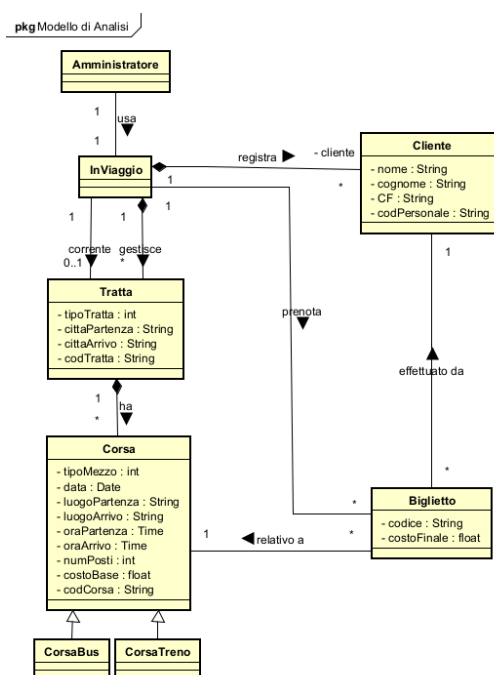 pkg Modello di Analisi
Amministratore
1
usa
1
InViaggio
registra
- cliente
*
1
Cliente
- nome : String
- cognome : String
- CF : String
- codPersonale : String
1
1
1
1
corrente
gestisce
0..1
*
Tratta
- tipoTratta : int
- cittaPartenza : String
- cittaArrivo : String
- codTratta : String
prenota
effettuato da
1
ha
*
Corsa
- tipoMezzo : int
- data : Date
- luogoPartenza : String
- luogoArrivo : String
- oraPartenza : Time
- oraArrivo : Time
- numPosti : int
- costoBase : float
- codCorsa : String
*
*
Biglietto
- codice : String
- costoFinale : float
1
relativo a
*
CorsaBus
CorsaTreno